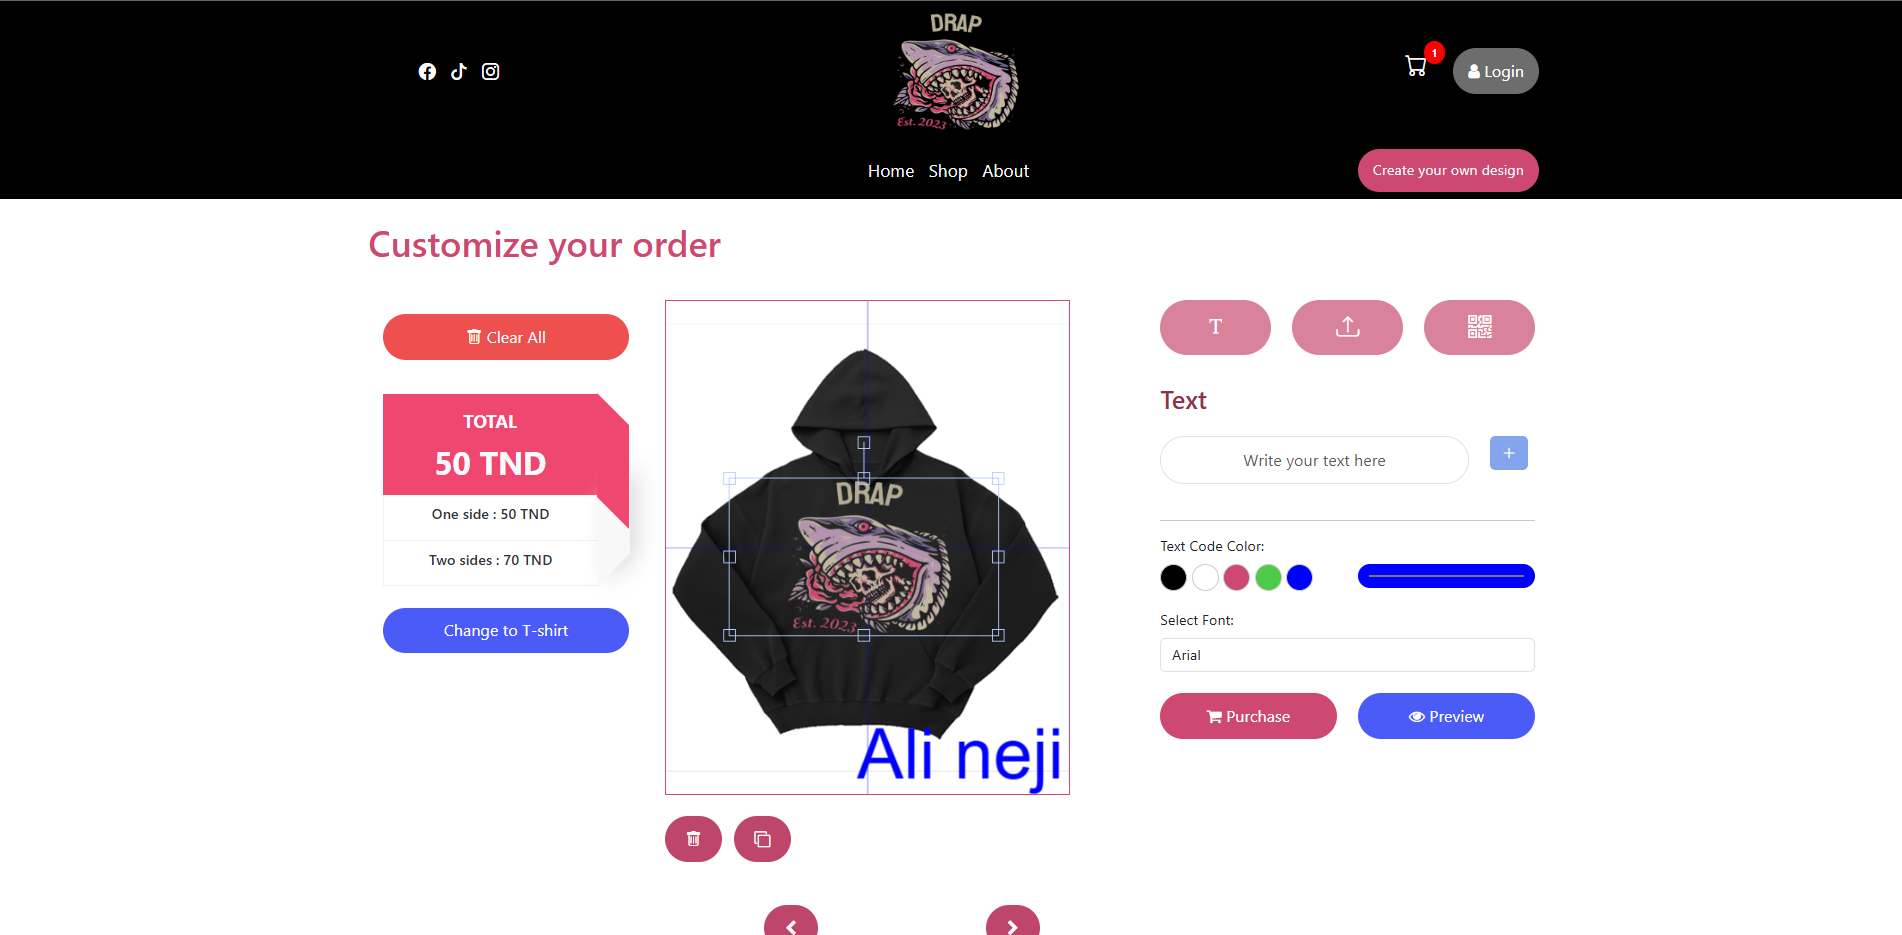 DRAP
Est. 2023
1
Login
Home Shop About
Create your own design
Customize your order
Clear All
TOTAL
50 TND
One side : 50 TND
Two sides : 70 TND
Change to T-shirt
DRAP
Est. 2023
Ali neji
T
Text
Write your text here
+
Text Code Color:
Select Font:
Arial
Purchase
Preview